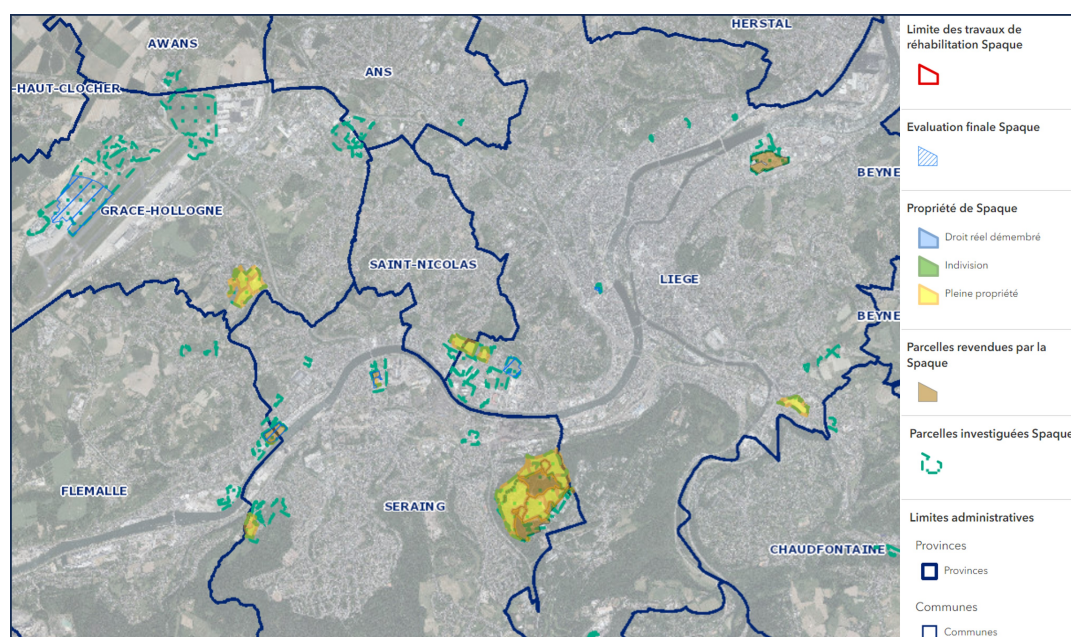 HERSTAL
AWANS
ANS
-HAUT-CLOCHER
BEYNE
GRACE-HOLLOGNE
SAINT-NICOLAS
LIEGE
BEYNE
FLEMALLE
SERAING
CHAUDFONTAINE
Limite des travaux de
réhabilitation Spaque
Evaluation finale Spaque
Propriété de Spaque
Droit réel démembré
Indivision
Pleine propriété
Parcelles revendues par la
Spaque
Parcelles investiguées Spaque
Limites administratives
Provinces
Provinces
Communes
Communes